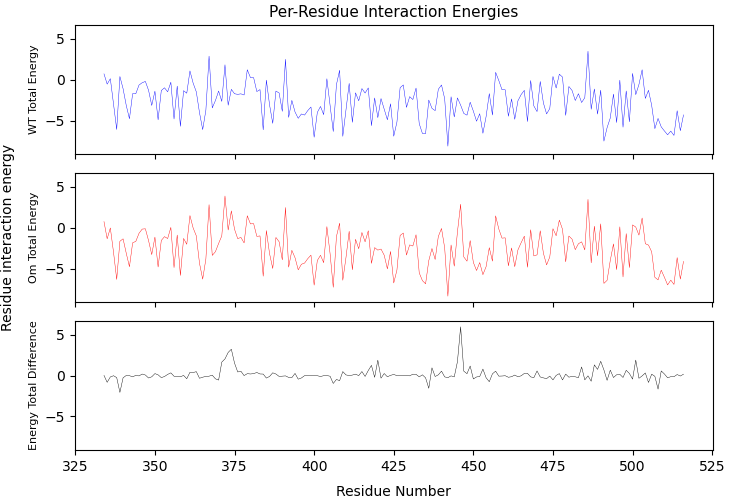 Per-Residue Interaction Energies
Residue interaction energy
WT Total Energy
5
0
−5
Om Total Energy
5
0
−5
Energy Total Difference
5
0
−5
325 350 375 400 425 450 475 500 525
Residue Number